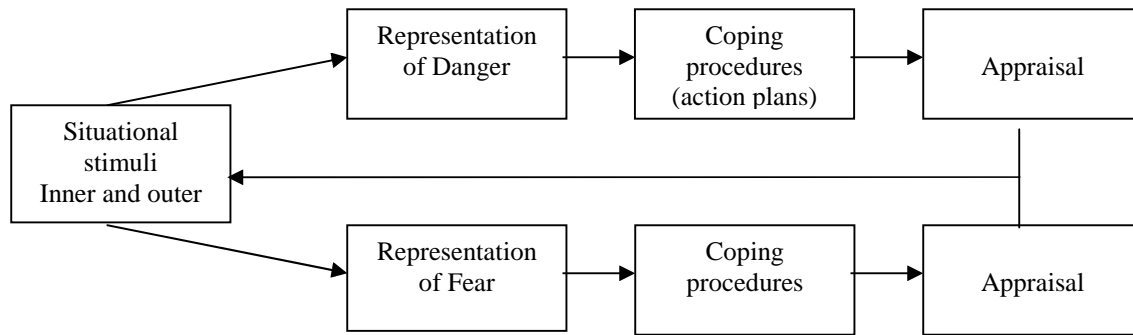 Representation
of Danger
Coping
procedures
(action plans)
Appraisal
Situational
stimuli
Inner and outer
Representation
of Fear
Coping
procedures
Appraisal